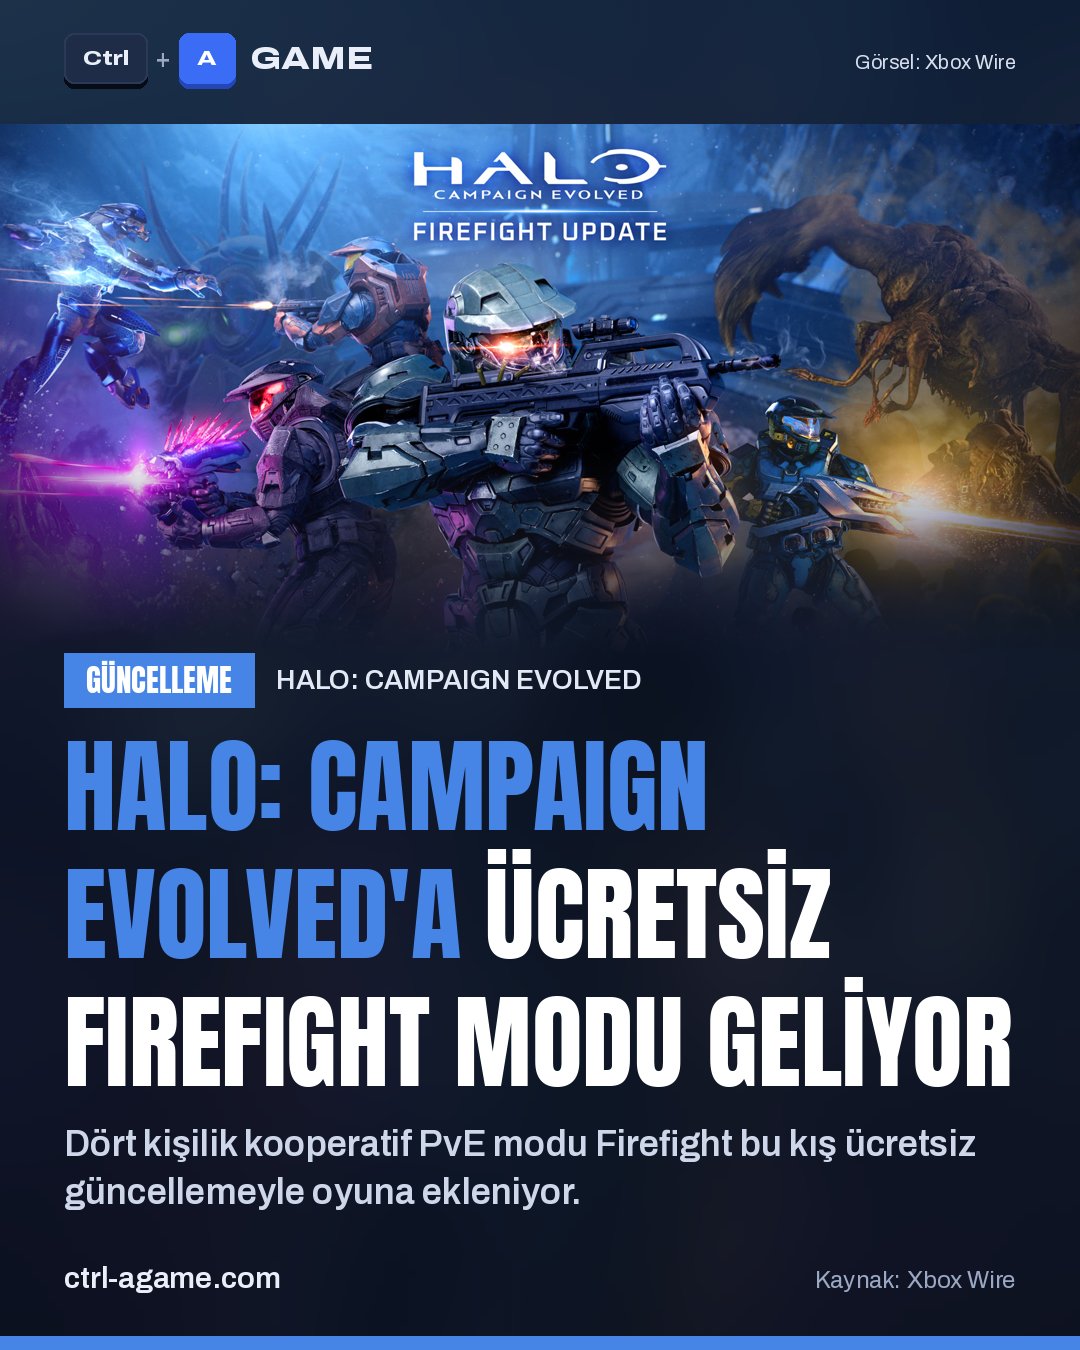 Ctrl + A GAME
Görsel: Xbox Wire
HALO
CAMPAIGN EVOLVED
FIREFIGHT UPDATE
GÜNCELLEME HALO: CAMPAIGN EVOLVED
HALO: CAMPAIGN
EVOLVED'A ÜCRETSİZ
FIREFIGHT MODU GELİYOR
Dört kişilik kooperatif PvE modu Firefight bu kış ücretsiz
güncellemeyle oyuna ekleniyor.
ctrl-agame.com
Kaynak: Xbox Wire